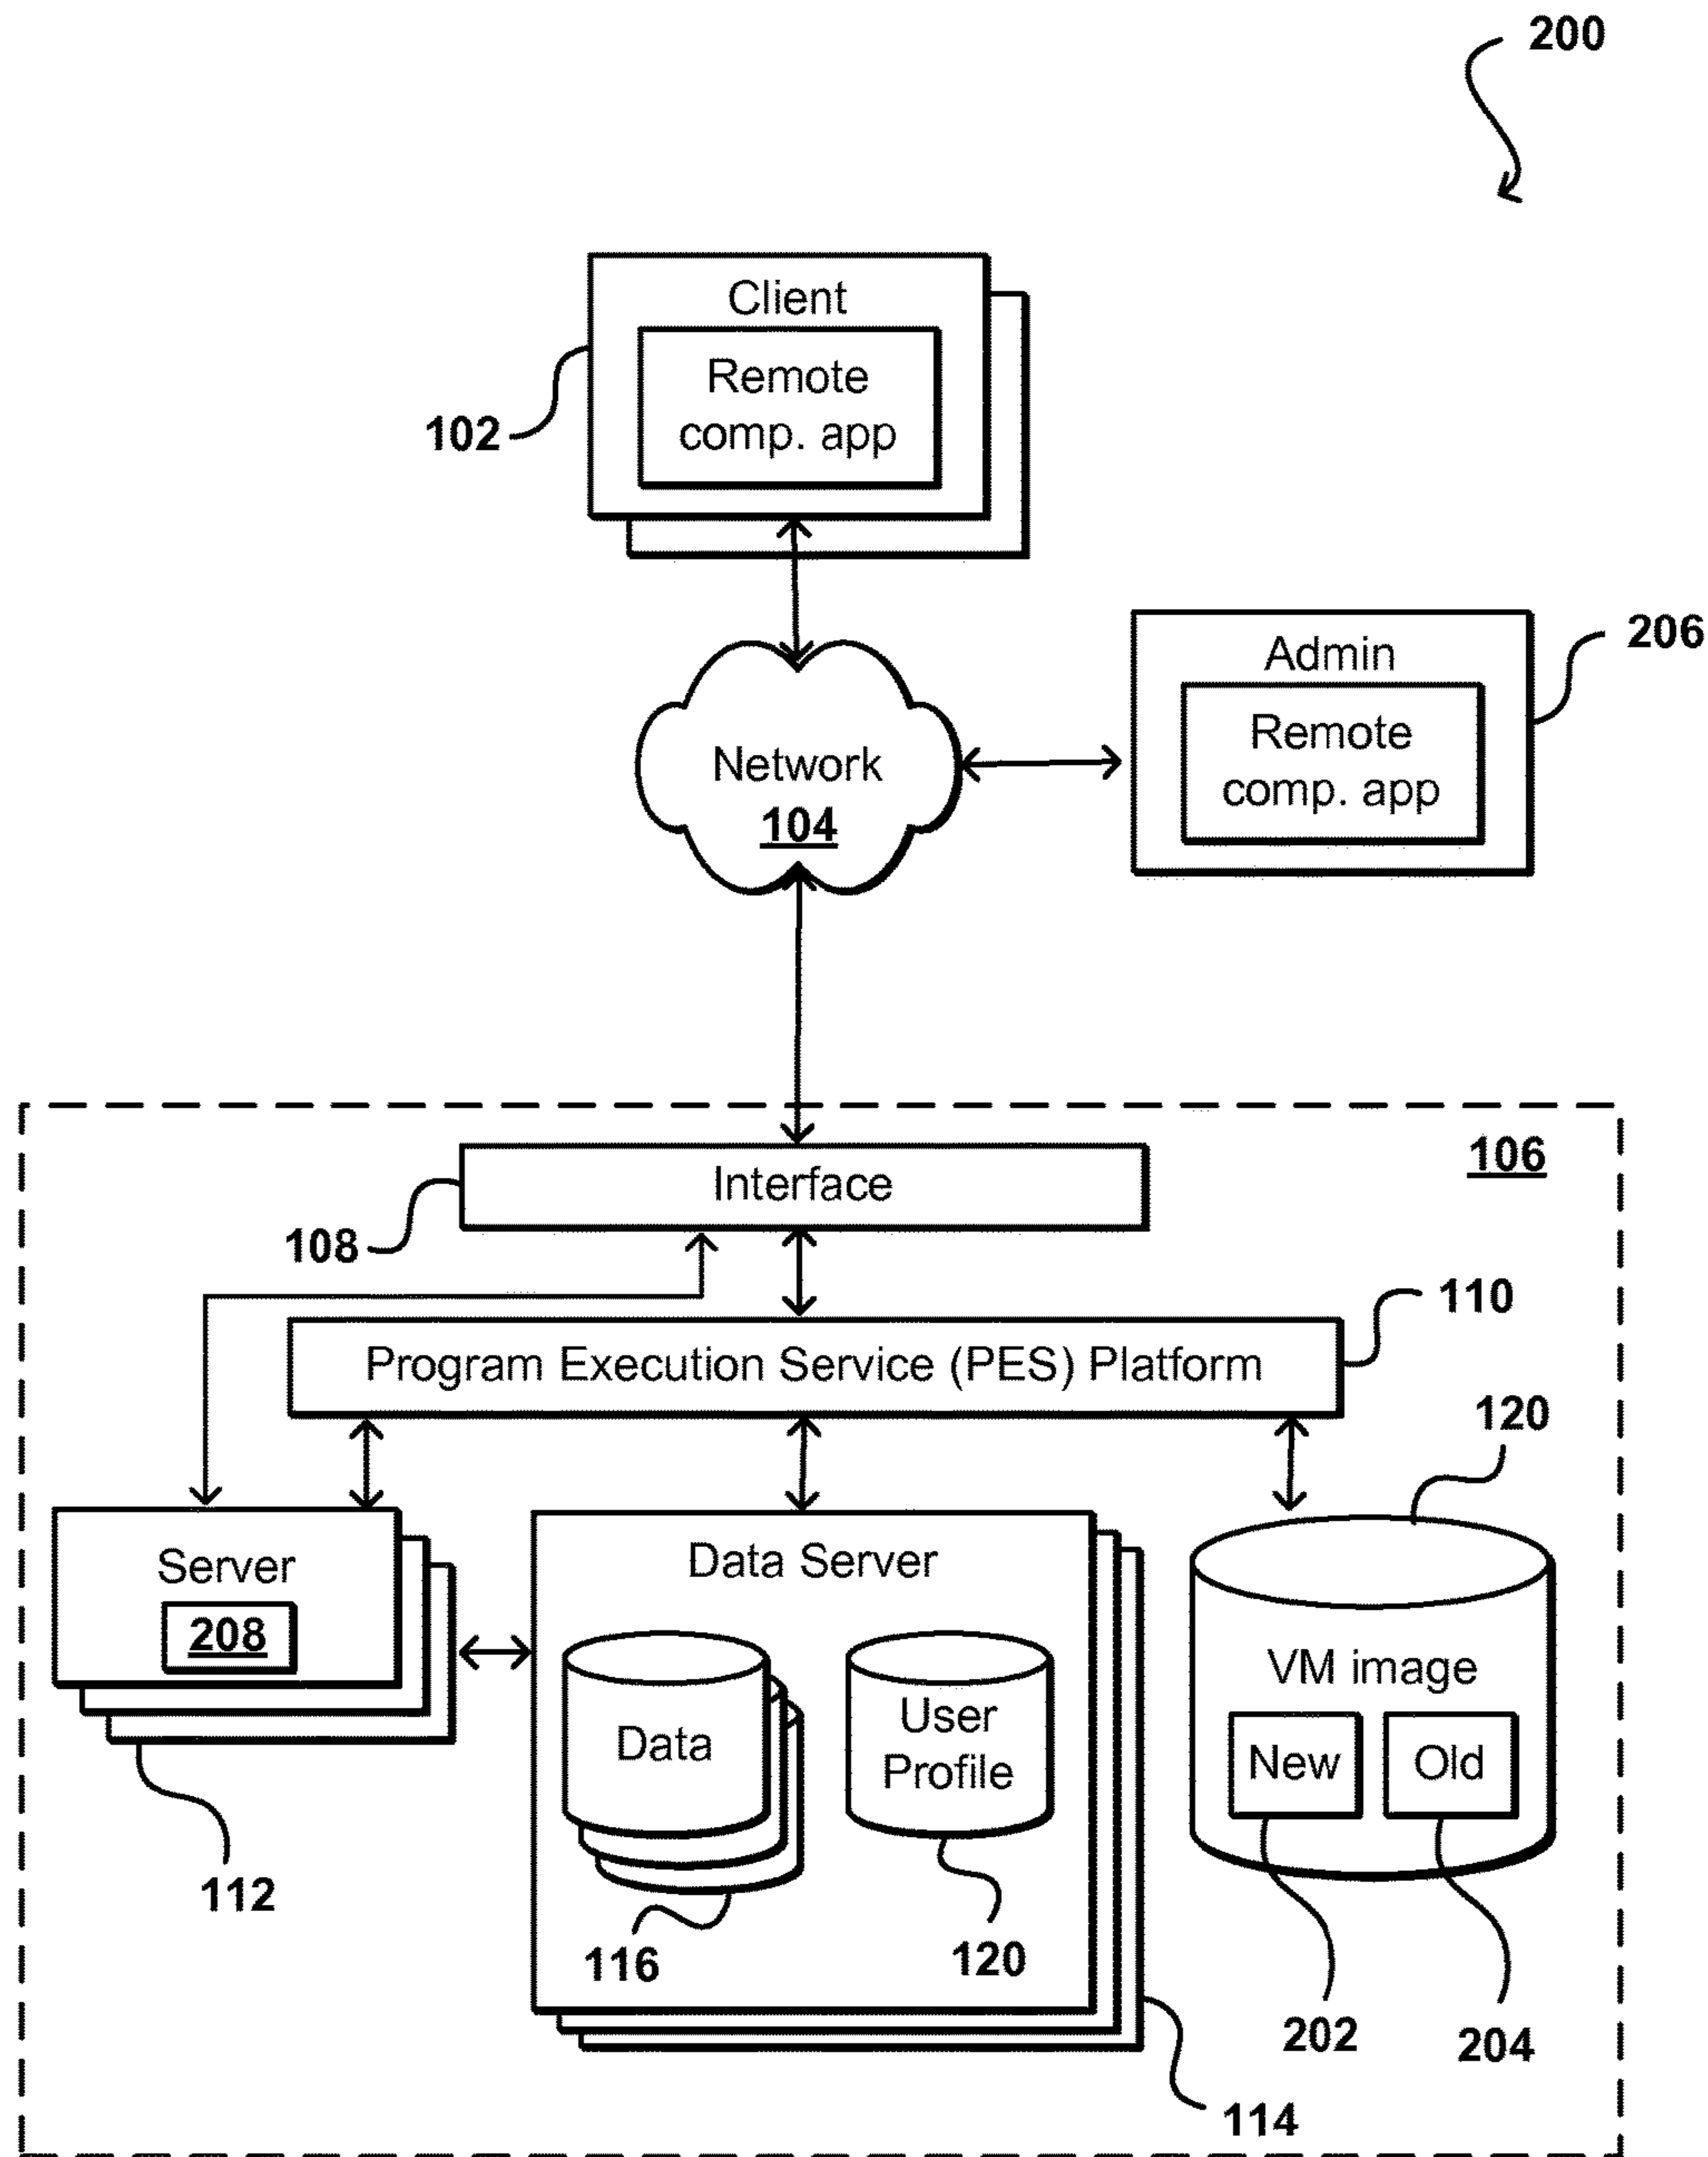 200
Client
Remote
comp. app
102
Admin
206
Remote
comp. app
Network
104
106
Interface
108
110
Program Execution Service (PES) Platform
120
Server
208
Data Server
VM image
Data
User
Profile
New
Old
112
116
120
202
204
114